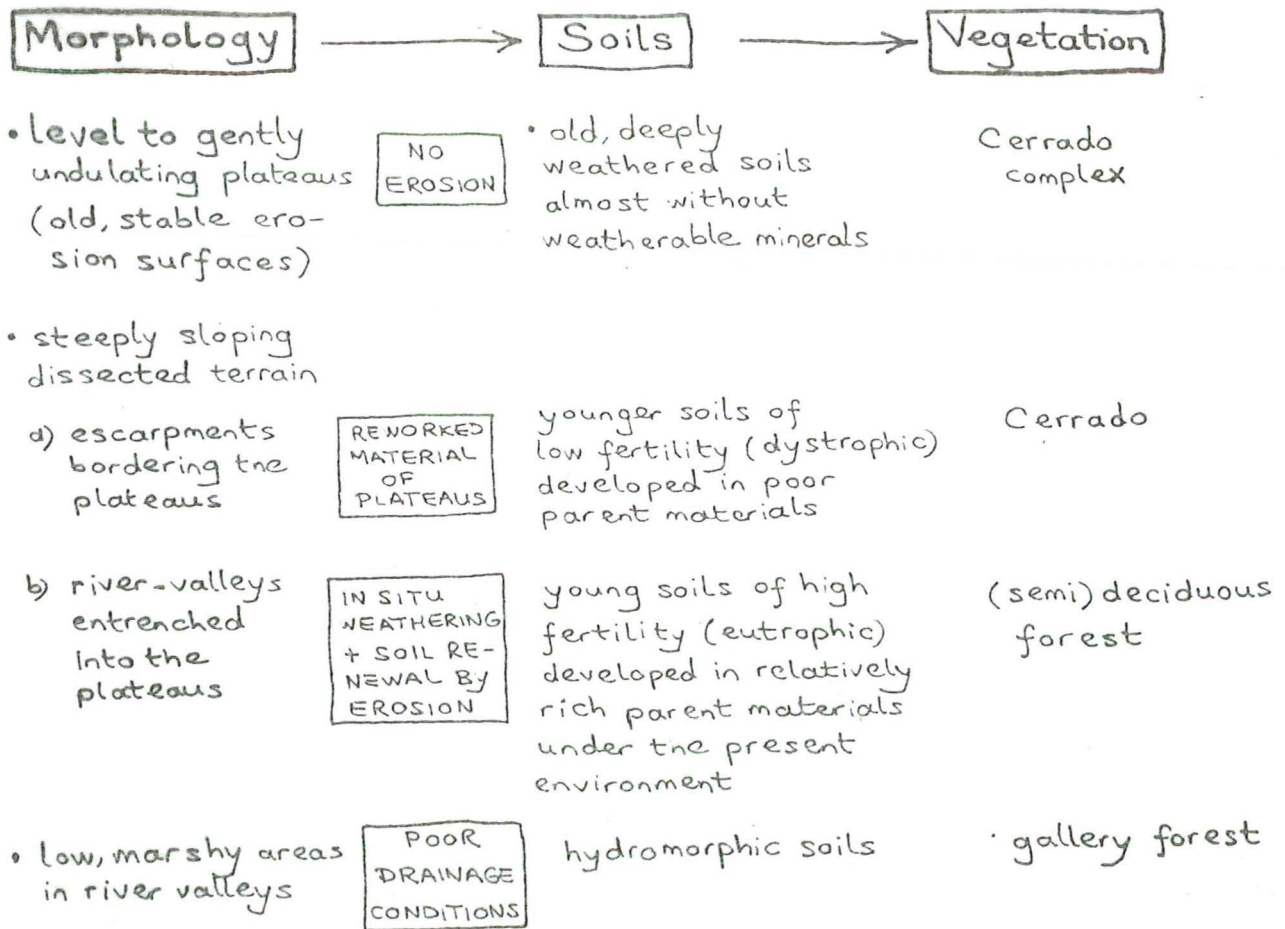 Morphology
Soils
Vegetation
• level to gently
undulating plateaus
(old, stable ero-
sion surfaces)
NO
EROSION
• old, deeply
weathered soils
almost without
weatherable minerals
Cerrado
complex
• steeply sloping
dissected terrain
a) escarpments
bordering the
plateaus
REWORKED
MATERIAL
OF
PLATEAUS
younger soils of
low fertility (dystrophic)
developed in poor
parent materials
Cerrado
b) river-valleys
entrenched
into the
plateaus
IN SITU
WEATHERING
+ SOIL RE-
NEWAL BY
EROSION
young soils of high
fertility (eutrophic)
developed in relatively
rich parent materials
under the present
environment
(semi) deciduous
forest
• low, marshy areas
in river valleys
POOR
DRAINAGE
CONDITIONS
hydromorphic soils
· gallery forest